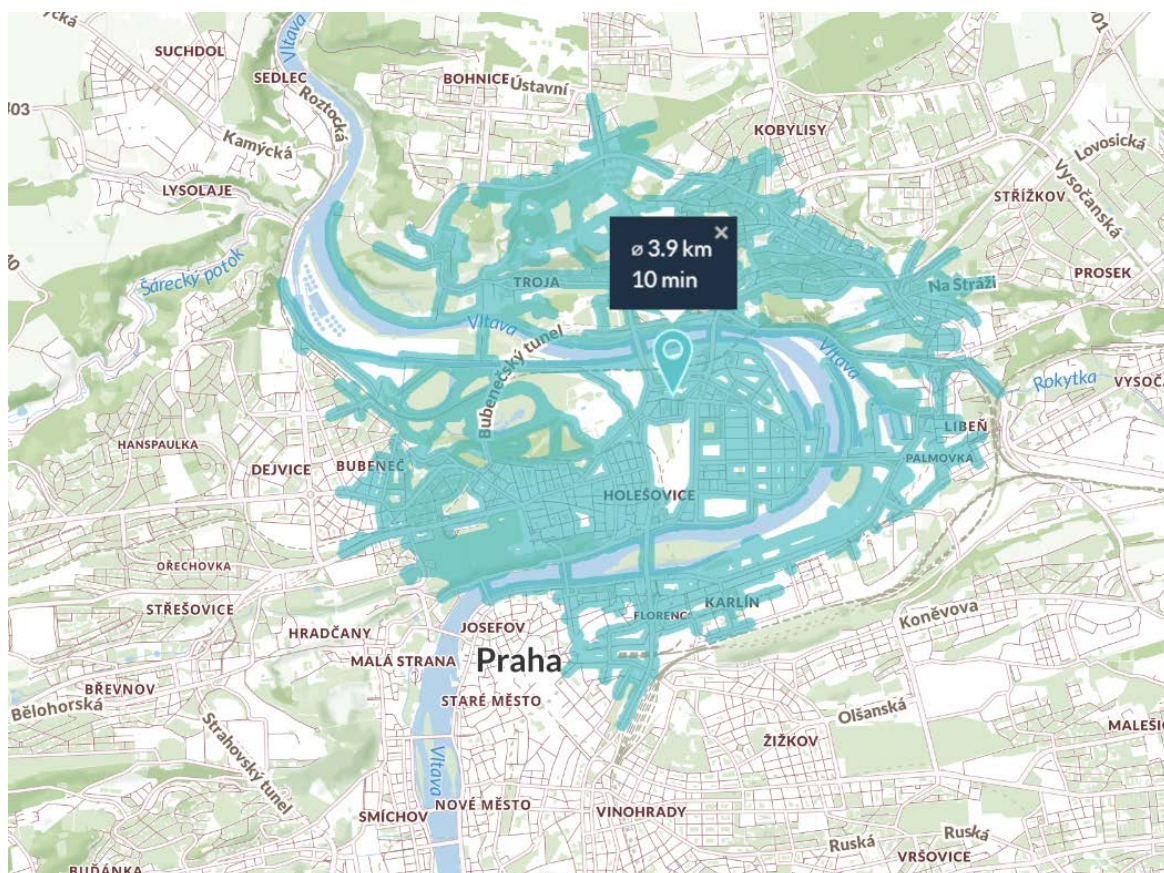 Kamýcká
SUCHDOL
Vltava
SEDLEC
BOHNICE
Ústavní
Roztocká
KOBYLISY
Kamýcká
Lovosická
Vysočanská
LYSOLAJE
STŘÍŽKOV
ø 3.9 km
×
10 min
Šárecký potok
TROJA
Na Stráži
PROSEK
Vltava
Bubenečský tunel
Vltava
Rokytka
HANSPAULKA
DEJVICE
BUBENEČ
LIBEŇ
PALMOVKA
HOLEŠOVICE
OŘECHOVKA
STŘEŠOVICE
HRADČANY
JOSEFOV
FLORENC
KARLÍN
Koněvova
MALÁ STRANA
Praha
BŘEVNOV
Bělohorská
STARÉ MĚSTO
Olšanská
Strahovský tunel
ŽIŽKOV
Vltava
SMÍCHOV
NOVÉ MĚSTO
VINOHRADY
Ruská
Ruská
VRŠOVICE